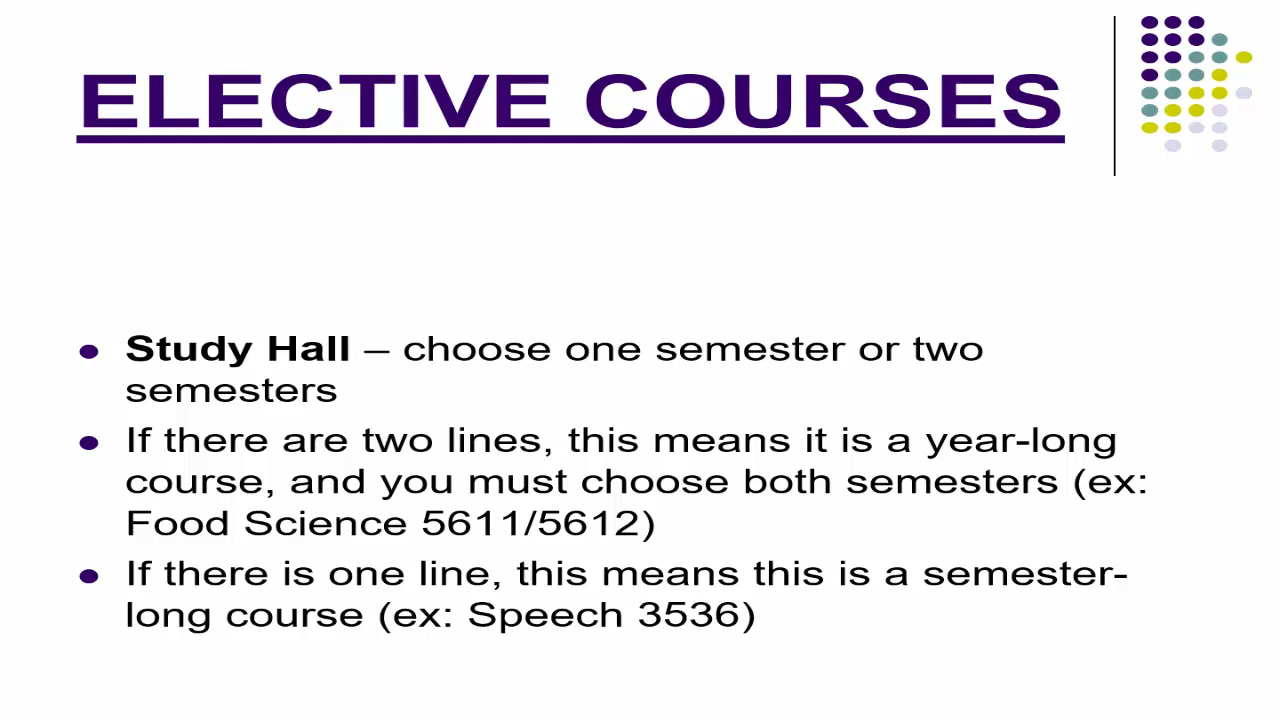 ELECTIVE COURSES
Study Hall – choose one semester or two
semesters
If there are two lines, this means it is a year-long
course, and you must choose both semesters (ex:
Food Science 5611/5612)
If there is one line, this means this is a semester-
long course (ex: Speech 3536)